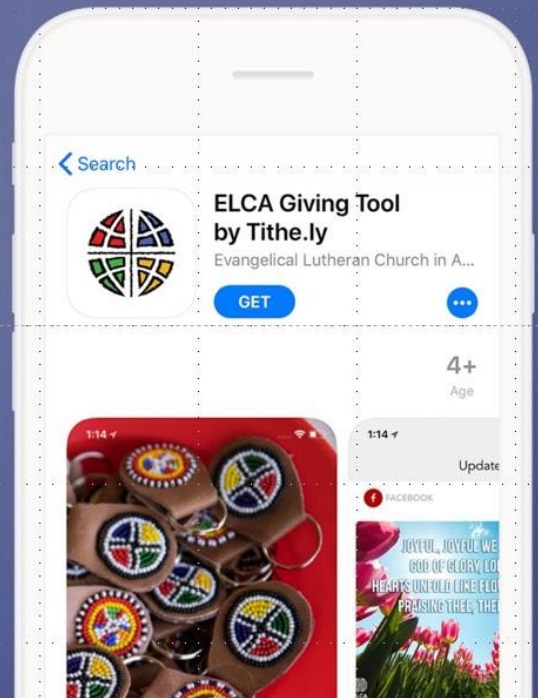 Search
ELCA Giving Tool
by Tithe.ly
Evangelical Lutheran Church in A...
GET
4+
Age
1:14
1:14
Update
FACEBOOK
JOYFUL, JOYFUL WE
GOD OF GLORY, LO
HEARTS UNFOLD LIKE FLO
PRAISING THEE, THE